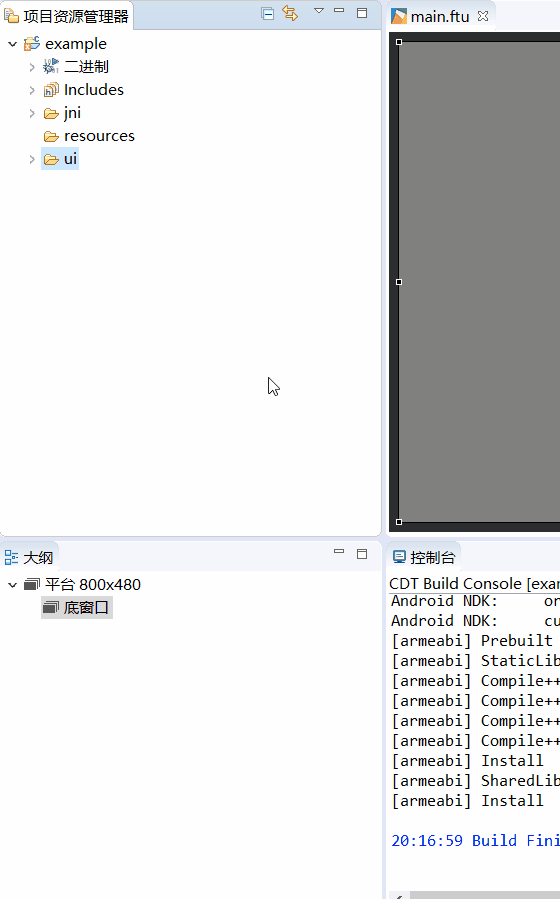 项目资源管理器
example
二进制
Includes
jni
resources
ui
main.ftu
大纲
平台 800x480
底窗口
控制台
CDT Build Console [exa
Android NDK: or
Android NDK: cu
[armeabi] Prebuilt
[armeabi] StaticLib
[armeabi] Compile++
[armeabi] Compile++
[armeabi] Compile++
[armeabi] Compile++
[armeabi] Install
[armeabi] SharedLib
[armeabi] Install
20:16:59 Build Fini